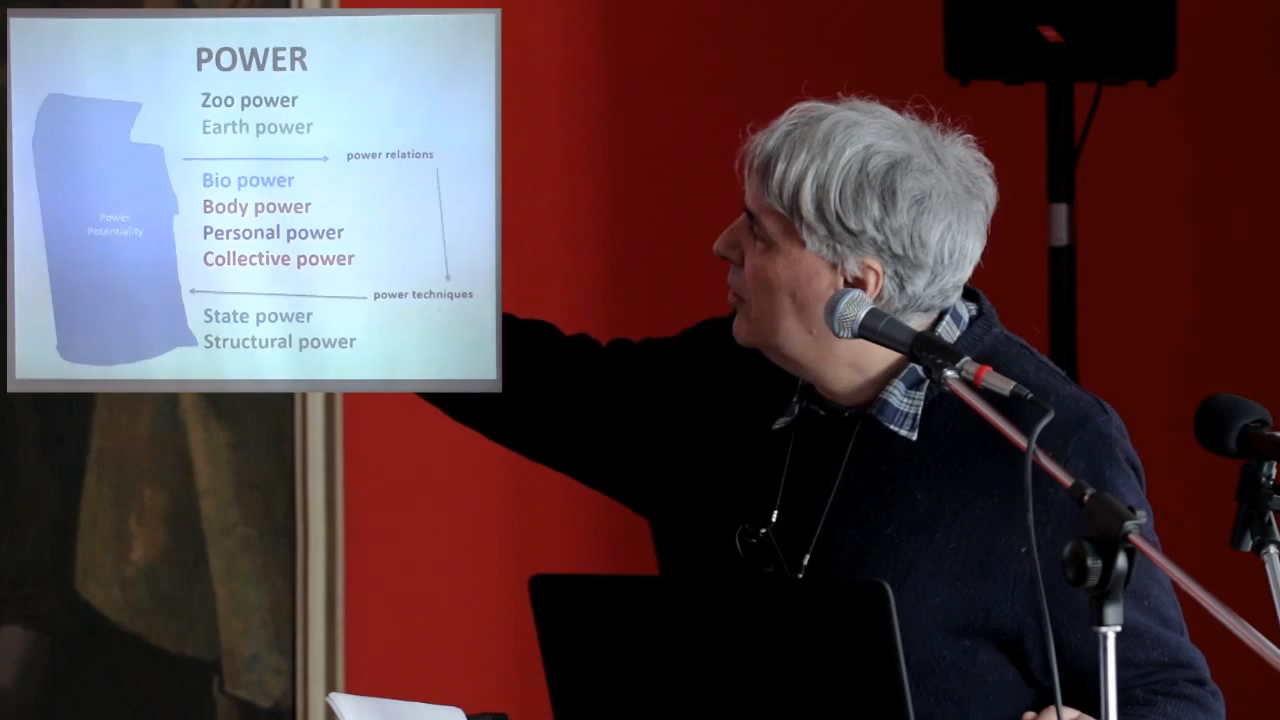 POWER
Zoo power
Earth power
power relations
Bio power
Body power
Power
Potentiality
Personal power
Collective power
power techniques
State power
Structural power